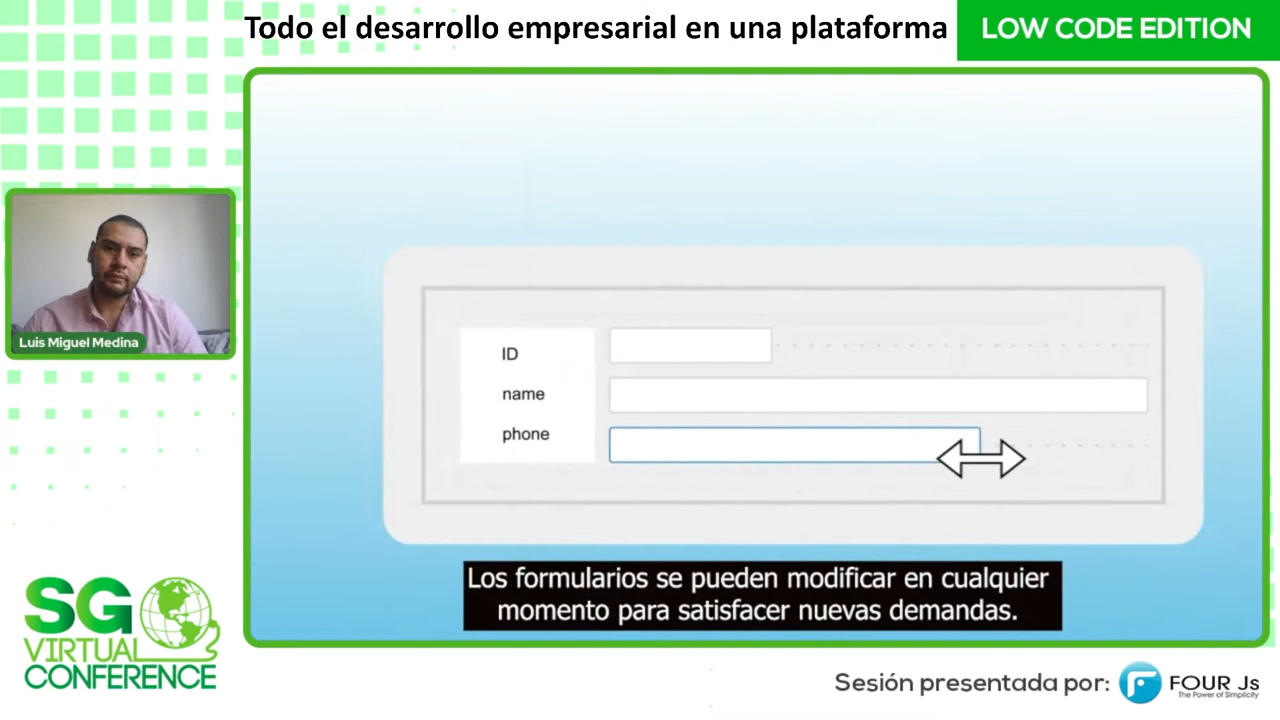 Todo el desarrollo empresarial en una plataforma
LOW CODE EDITION
Luis Miguel Medina
ID
name
phone
Los formularios se pueden modificar en cualquier
momento para satisfacer nuevas demandas.
SG
VIRTUAL
CONFERENCE
Sesión presentada por:
FOUR Js
The Power of Simplicity